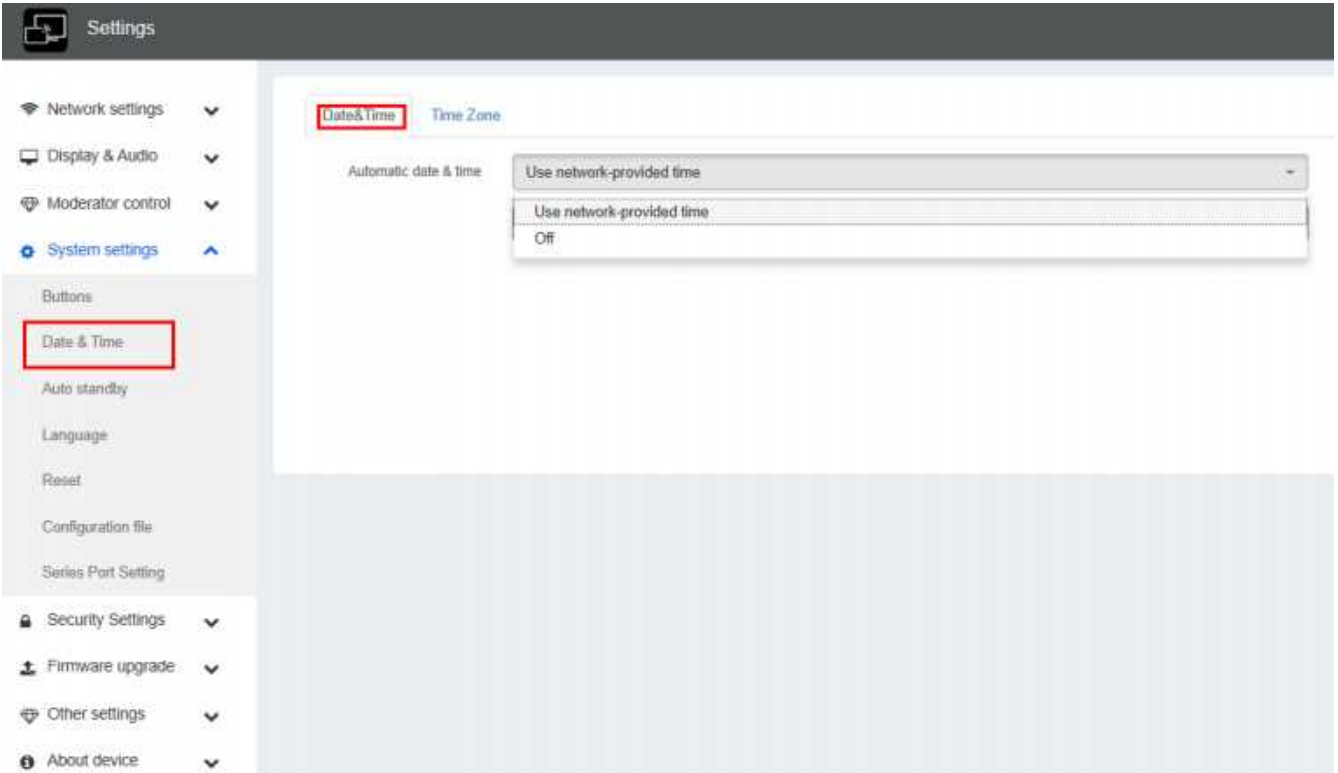 Settings
Network settings
Display & Audio
Moderator control
System settings
Buttons
Date & Time
Auto standby
Language
Reset
Configuration file
Series Port Setting
Security Settings
Firmware upgrade
Other settings
About device
Date&Time Time Zone
Automatic date & time Use network-provided time
Use network-provided time
Off